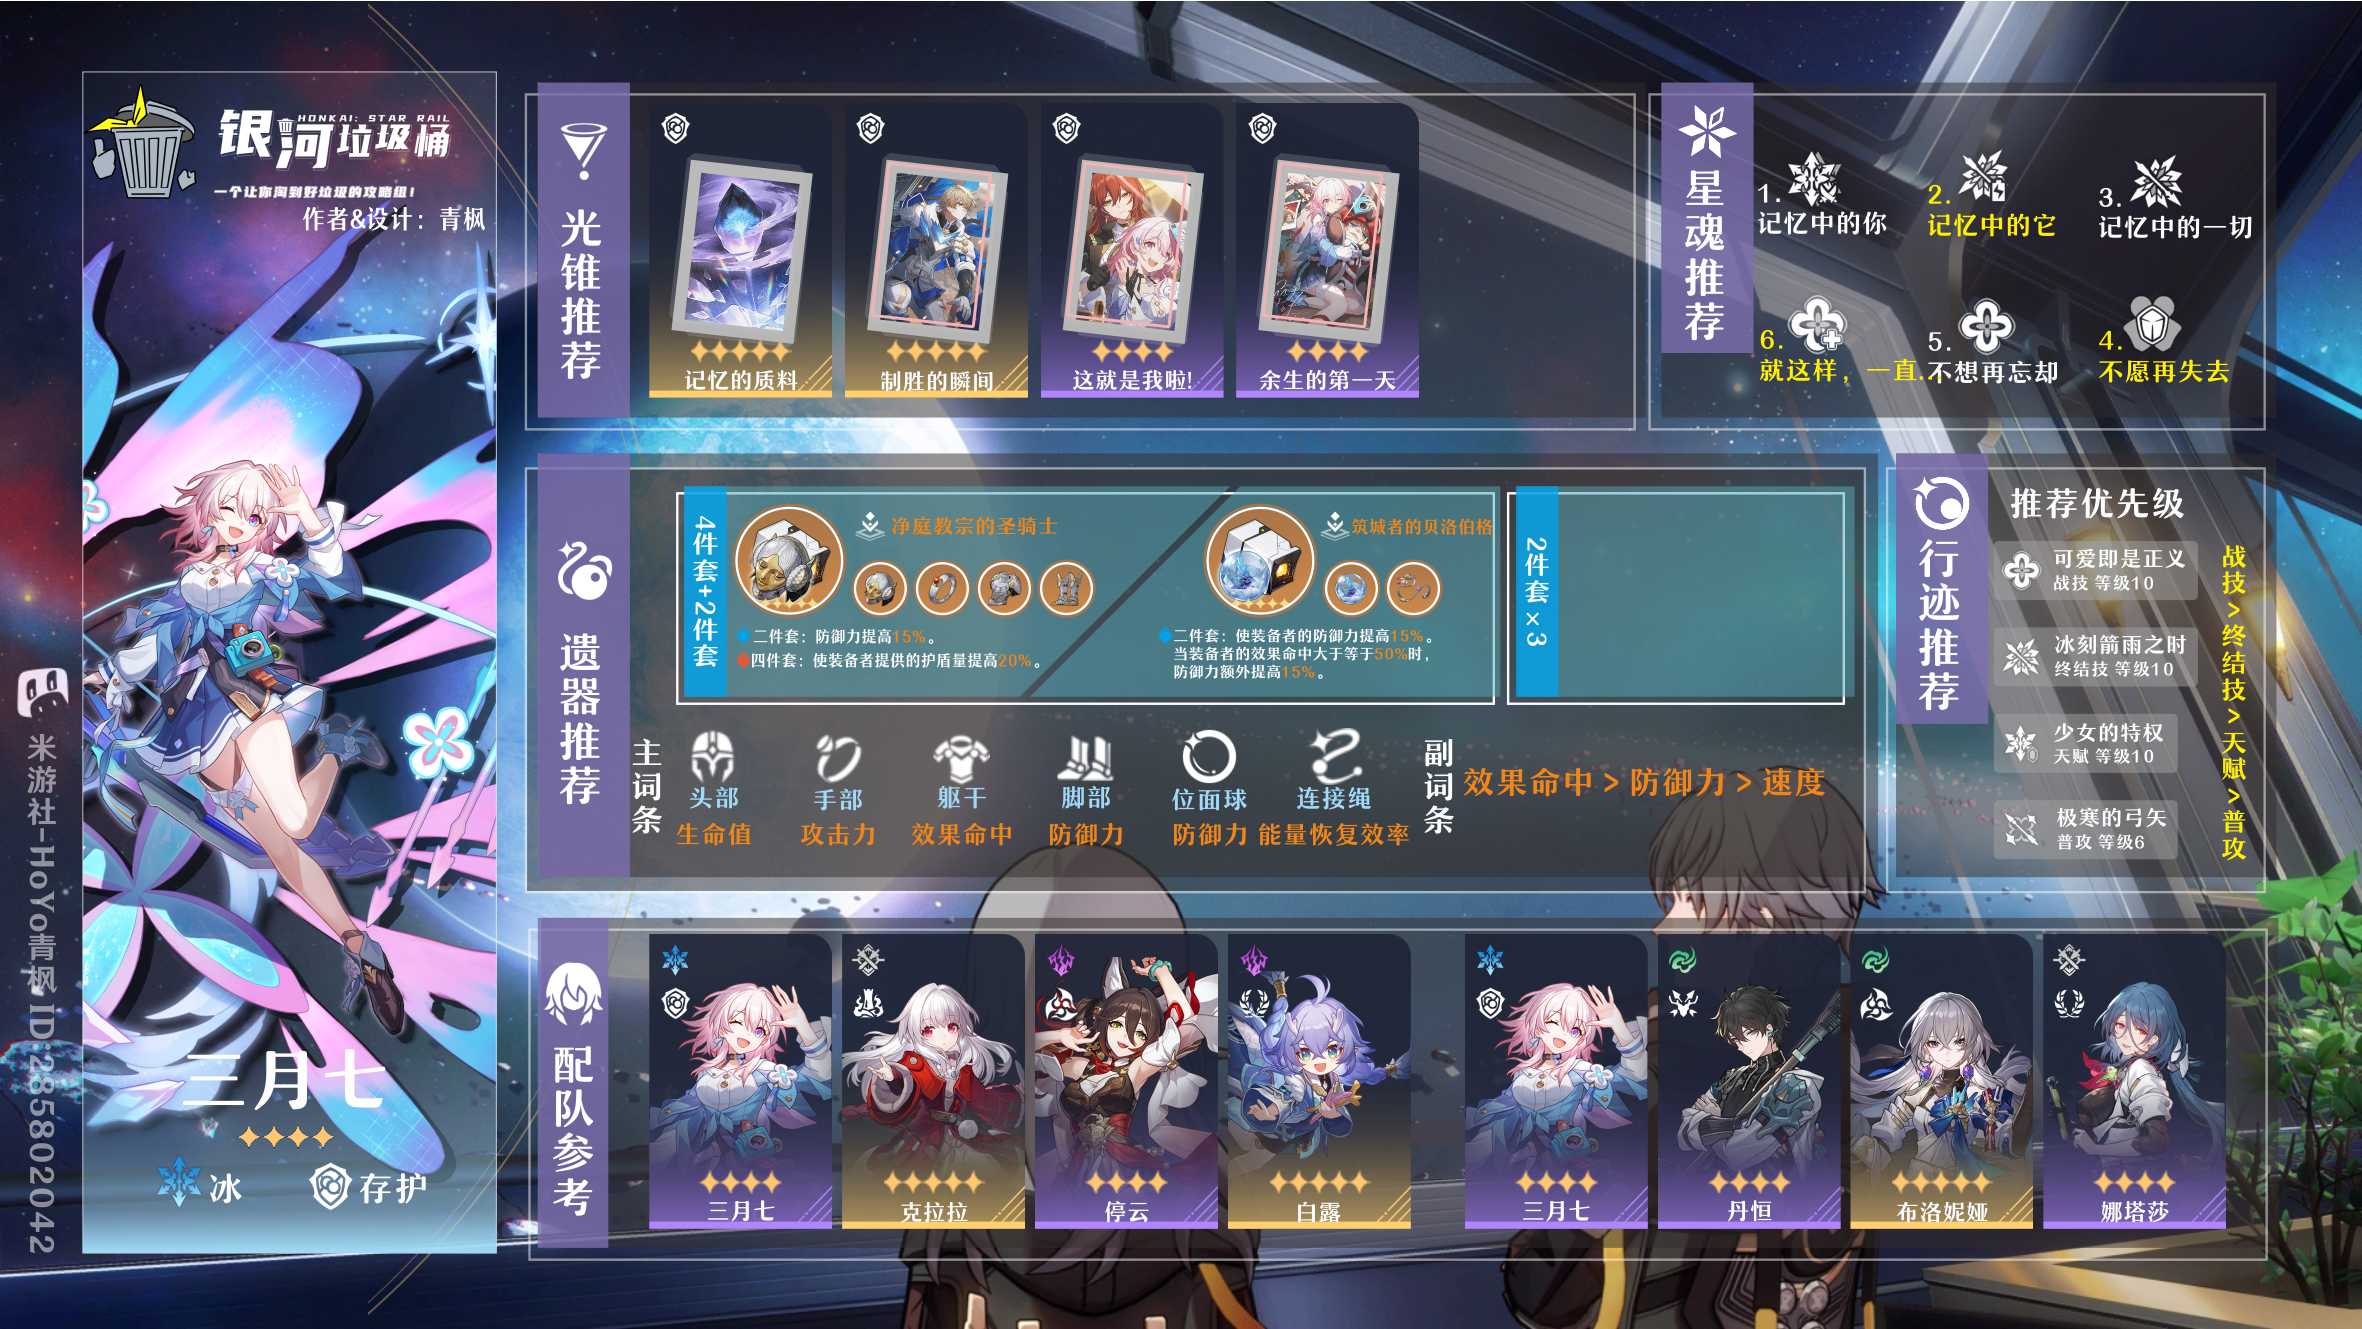 HONKAI: STAR RAIL
银河垃圾桶
一个让你淘到好垃圾的攻略组!
作者&设计：青枫
三月七
冰
存护
米游社-HoYo青枫 ID:285802042
光锥推荐
记忆的质料
制胜的瞬间
这就是我啦!
余生的第一天
星魂推荐
1.
记忆中的你
2.
记忆中的它
3.
记忆中的一切
6.
就这样，一直...
5.
不想再忘却
4.
不愿再失去
遗器推荐
4件套+2件套
净庭教宗的圣骑士
二件套：防御力提高15%。
四件套：使装备者提供的护盾量提高20%。
筑城者的贝洛伯格
二件套：使装备者的防御力提高15%。
当装备者的效果命中大于等于50%时，
防御力额外提高15%。
2件套×3
主词条
头部
生命值
手部
攻击力
躯干
效果命中
脚部
防御力
位面球
防御力
连接绳
能量恢复效率
副词条
效果命中>防御力>速度
行迹推荐
推荐优先级
可爱即是正义
战技 等级10
冰刻箭雨之时
终结技 等级10
少女的特权
天赋 等级10
极寒的弓矢
普攻 等级6
战技>终结技>天赋>普攻
配队参考
三月七
克拉拉
停云
白露
三月七
丹恒
布洛妮娅
娜塔莎